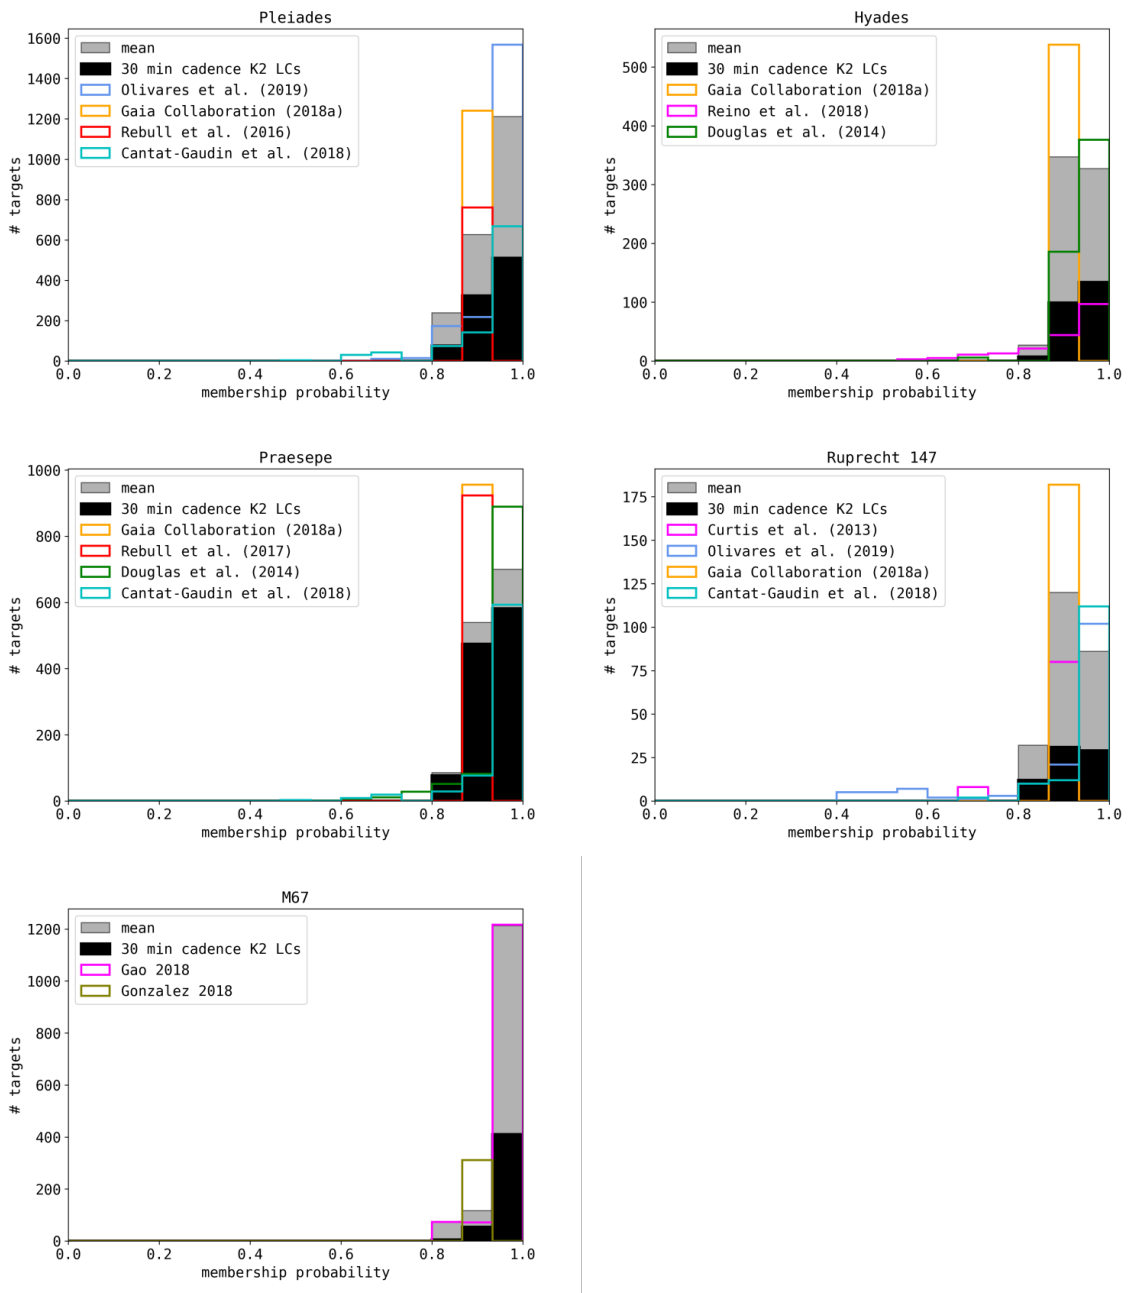 Pleiades
mean
30 min cadence K2 LCs
Olivares et al. (2019)
Gaia Collaboration (2018a)
Rebull et al. (2016)
Cantat-Gaudin et al. (2018)
# targets
1600
1400
1200
1000
800
600
400
200
0
0.0 0.2 0.4 0.6 0.8 1.0
membership probability
Hyades
mean
30 min cadence K2 LCs
Gaia Collaboration (2018a)
Reino et al. (2018)
Douglas et al. (2014)
# targets
500
400
300
200
100
0
0.0 0.2 0.4 0.6 0.8 1.0
membership probability
Praesepe
mean
30 min cadence K2 LCs
Gaia Collaboration (2018a)
Rebull et al. (2017)
Douglas et al. (2014)
Cantat-Gaudin et al. (2018)
# targets
1000
800
600
400
200
0
0.0 0.2 0.4 0.6 0.8 1.0
membership probability
Ruprecht 147
mean
30 min cadence K2 LCs
Curtis et al. (2013)
Olivares et al. (2019)
Gaia Collaboration (2018a)
Cantat-Gaudin et al. (2018)
# targets
175
150
125
100
75
50
25
0
0.0 0.2 0.4 0.6 0.8 1.0
membership probability
M67
mean
30 min cadence K2 LCs
Gao 2018
Gonzalez 2018
# targets
1200
1000
800
600
400
200
0
0.0 0.2 0.4 0.6 0.8 1.0
membership probability